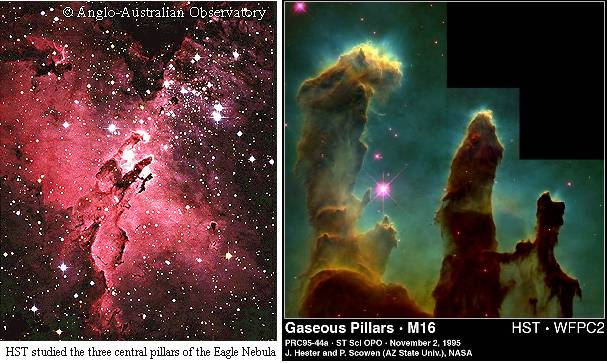 © Anglo-Australian Observatory
HST studied the three central pillars of the Eagle Nebula
Gaseous Pillars · M16 HST · WFPC2
PRC95-44a · ST ScI OPO · November 2, 1995
J. Hester and P. Scowen (AZ State Univ.), NASA